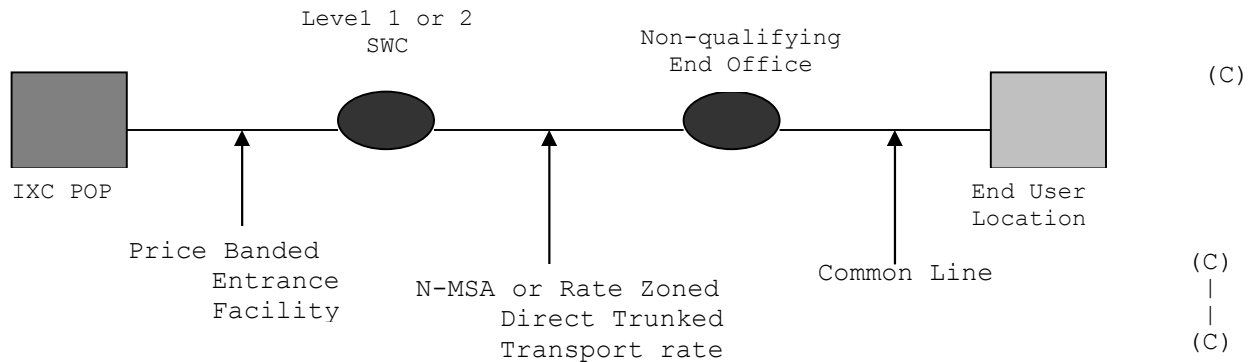 Level 1 or 2
SWC
Non-qualifying
End Office
(C)
IXC POP
End User
Location
Price Banded
Entrance
Facility
N-MSA or Rate Zoned
Direct Trunked
Transport rate
Common Line
(C)
|
|
(C)